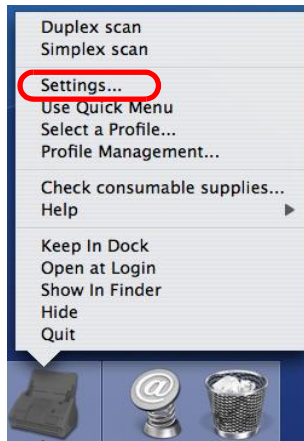 Duplex scan
Simplex scan
Settings...
Use Quick Menu
Select a Profile...
Profile Management...
Check consumable supplies...
Help
Keep In Dock
Open at Login
Show In Finder
Hide
Quit
@